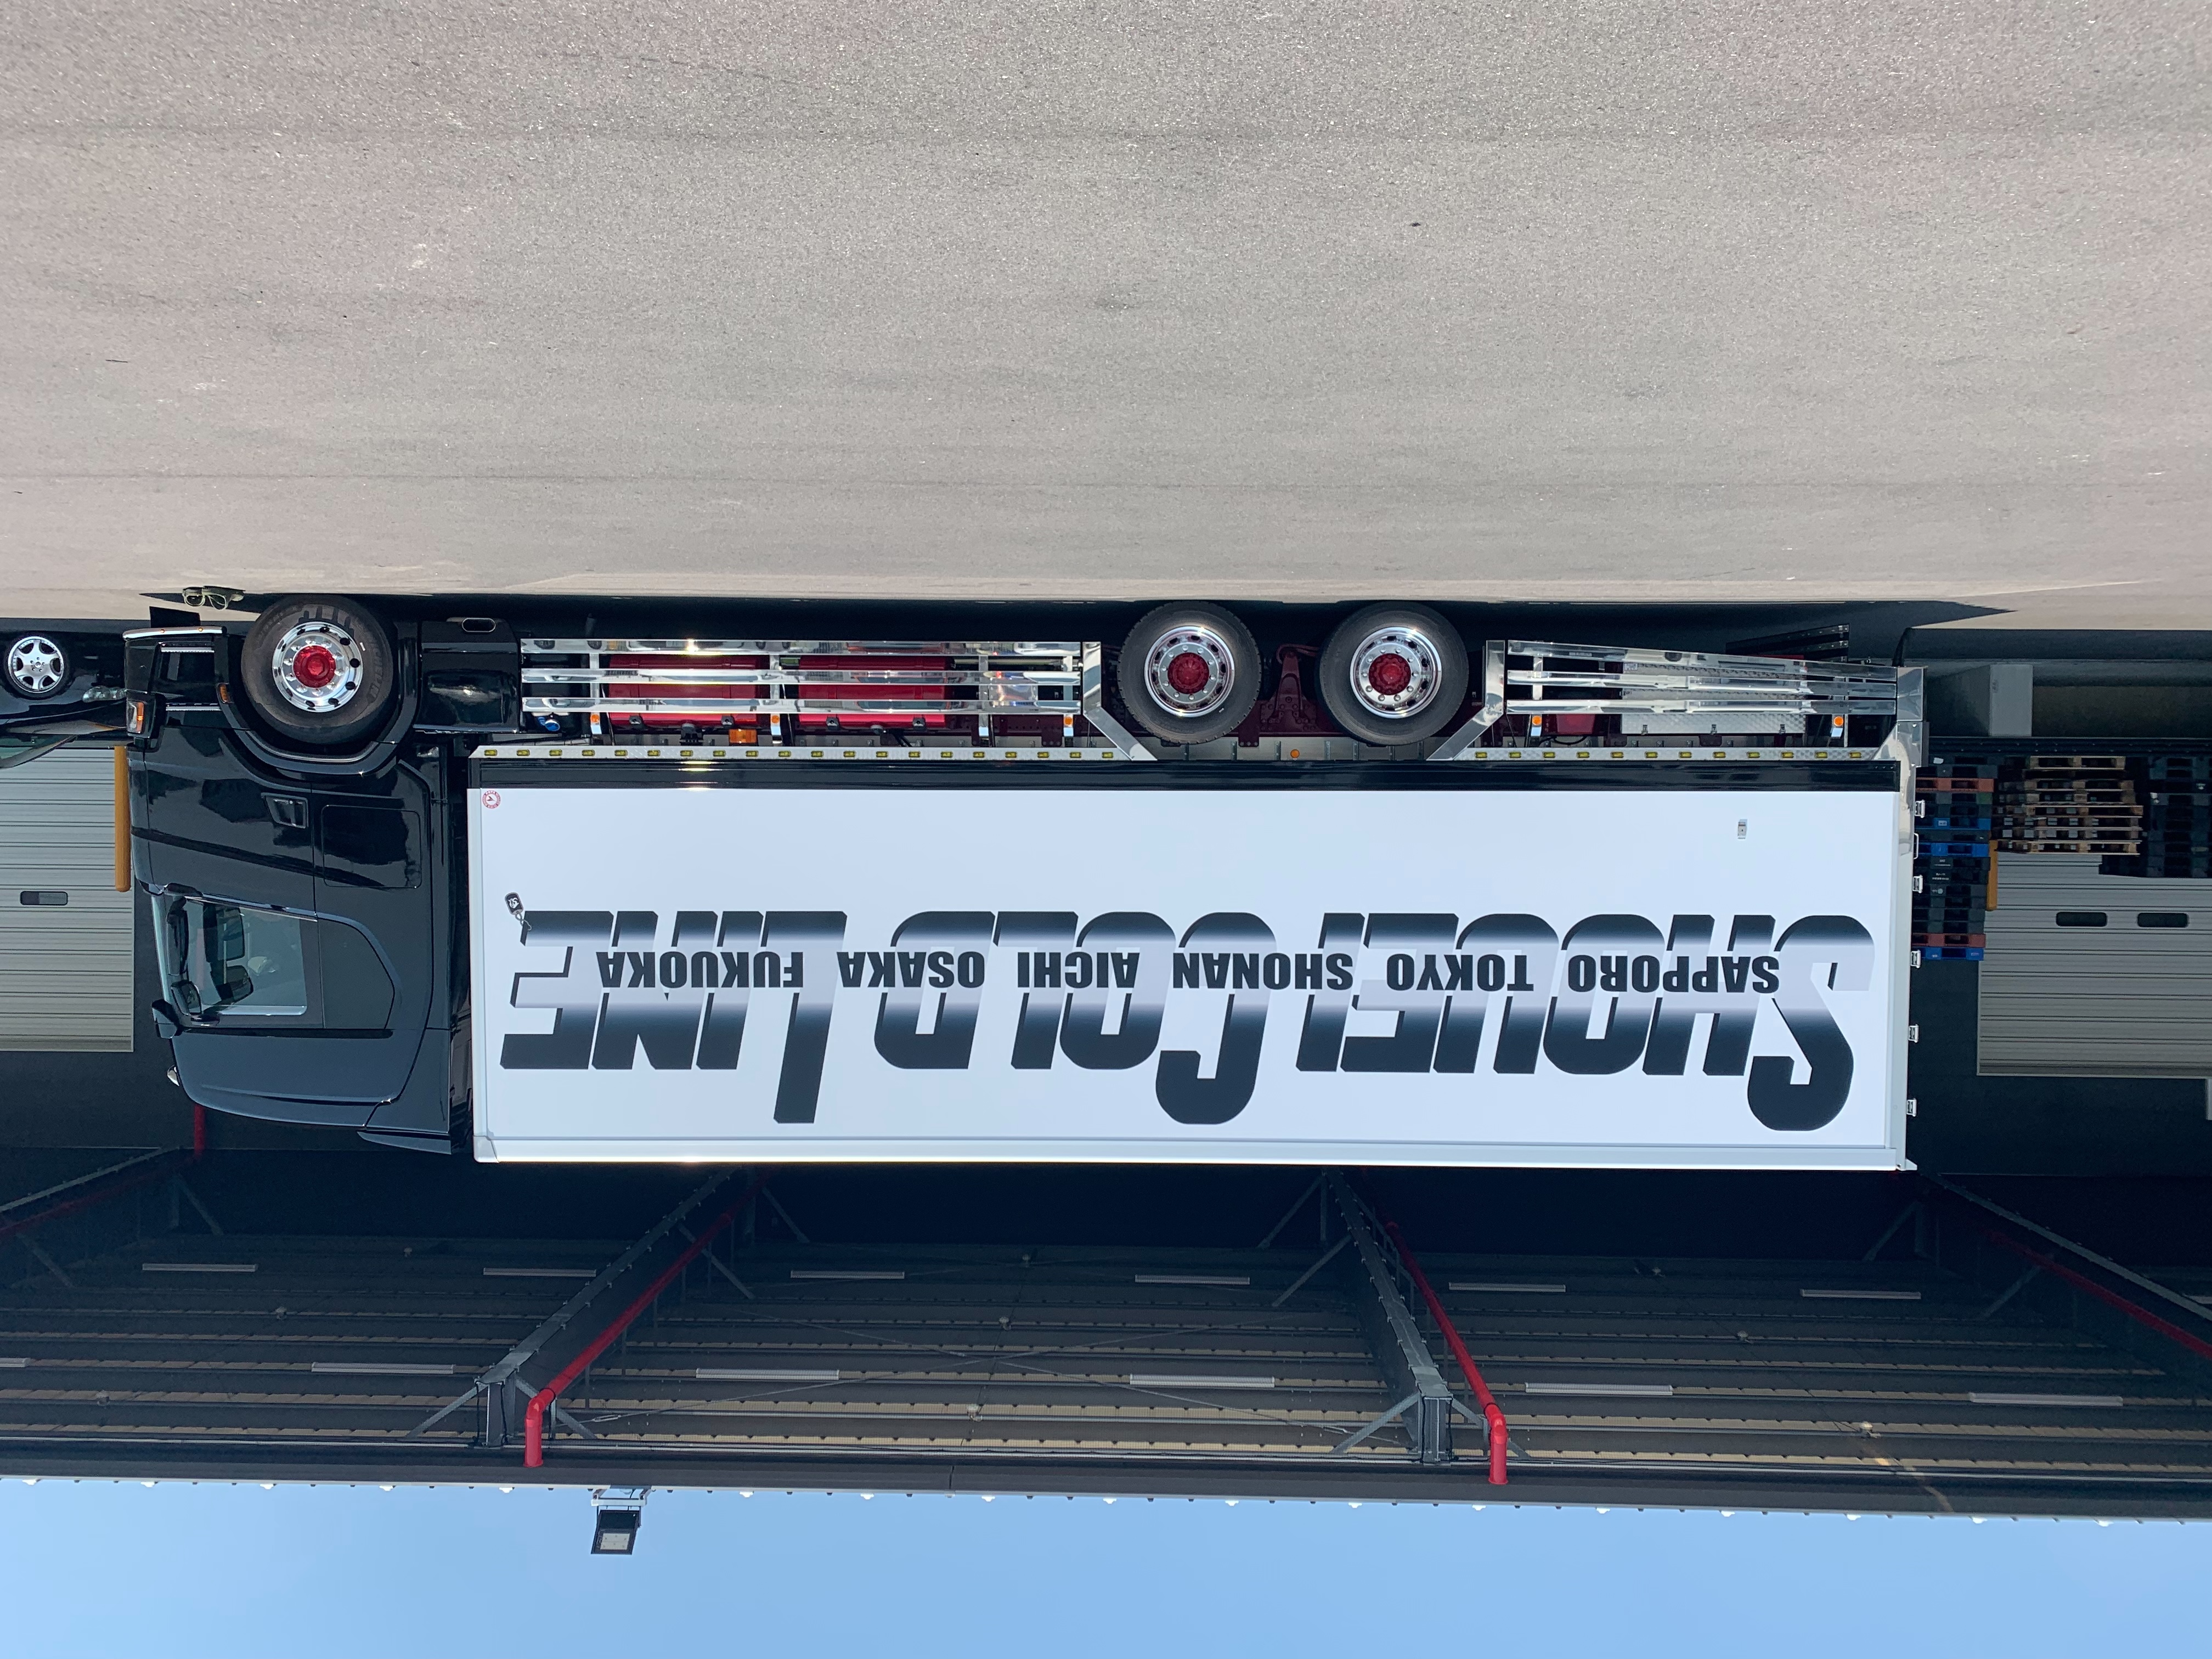 SHOUEI COLD LINE
SAPPORO TOKYO SHONAN AICHI OSAKA FUKUOKA